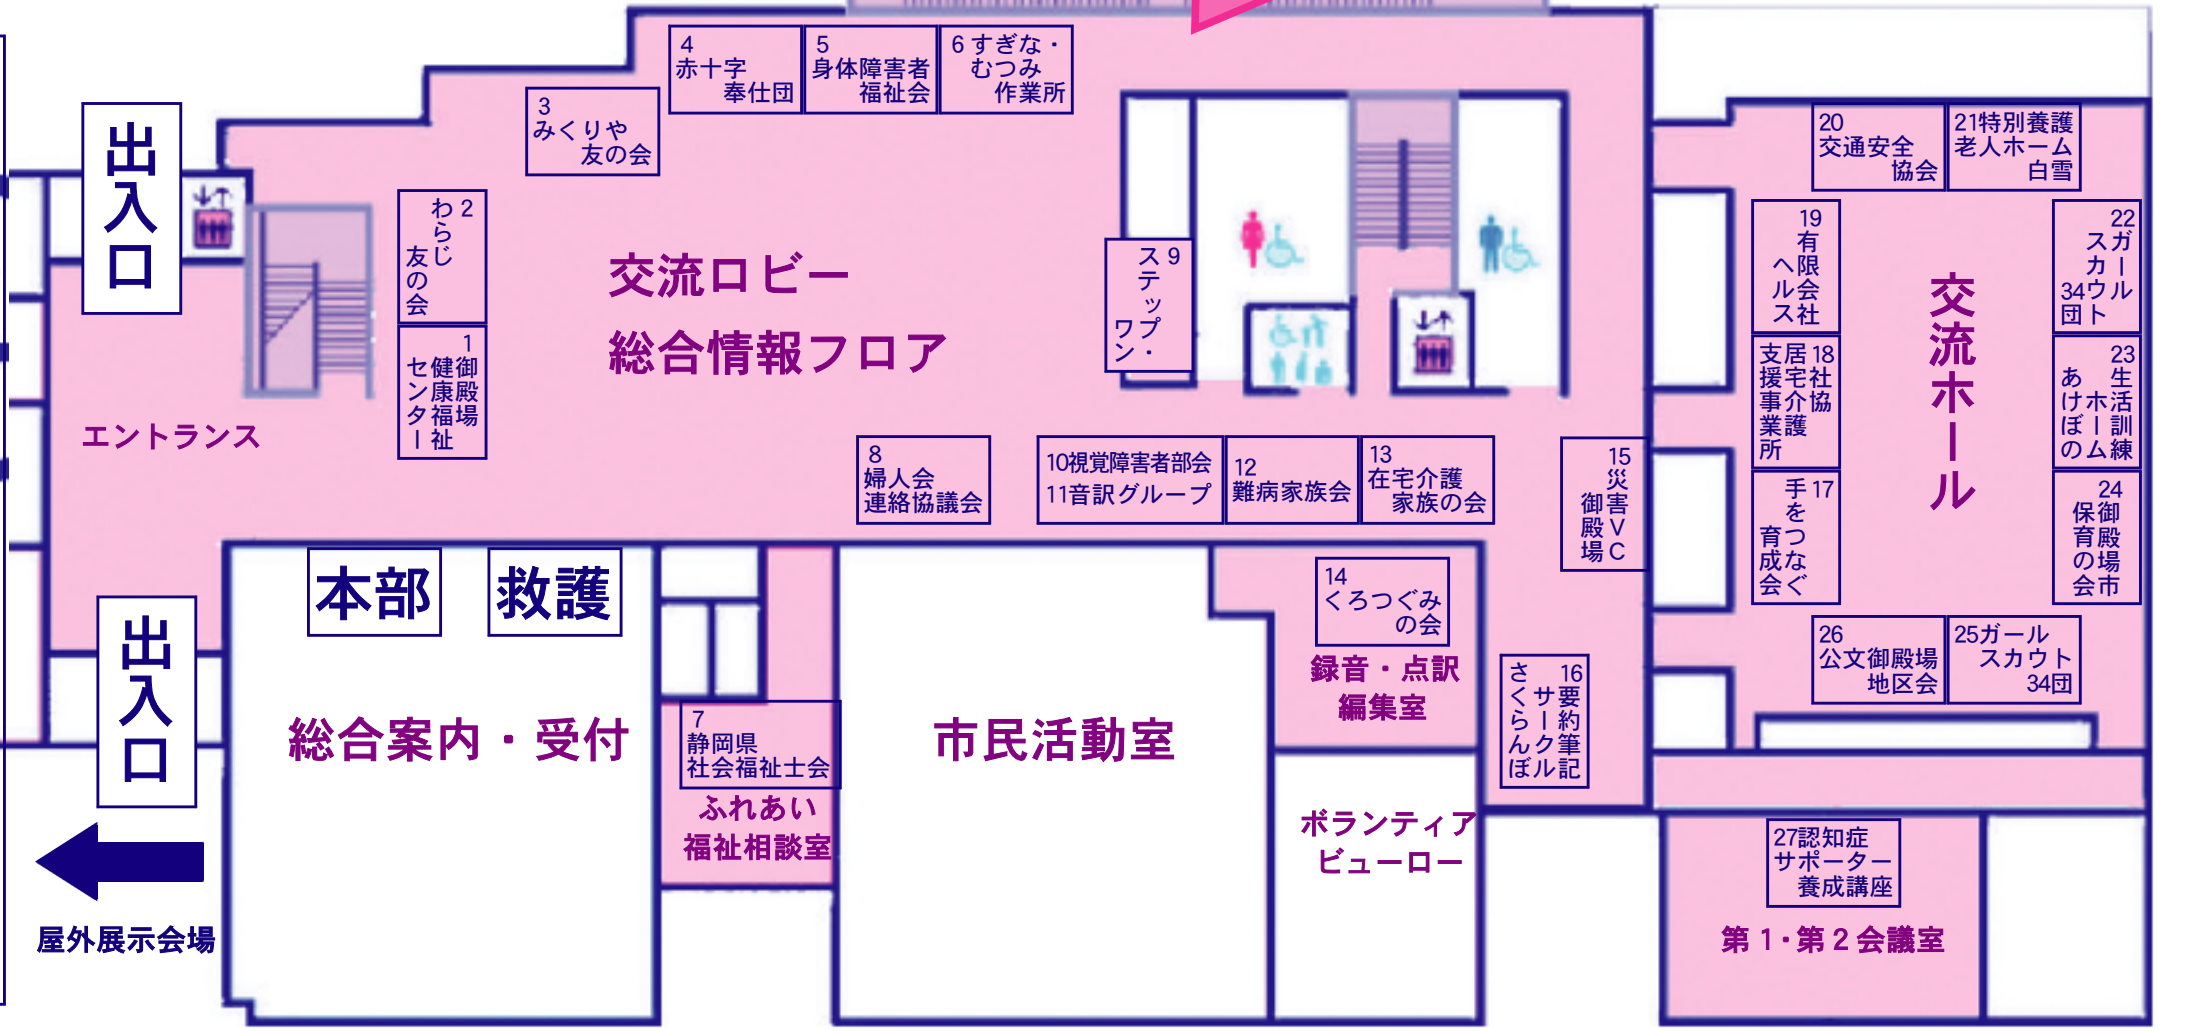 4
赤十字
奉仕団
5
身体障害者
福祉会
6 すぎな・
むつみ
作業所
3
みくりや
友の会
出入口
2
わらじ
友の会
1
御殿場
健康福祉
センター
エントランス
交流ロビー
総合情報フロア
9
ステップ・
ワン
8
婦人会
連絡協議会
10視覚障害者部会
11音訳グループ
12
難病家族会
13
在宅介護
家族の会
15
災害VC
御殿場
20
交通安全
協会
21特別養護
老人ホーム
白雪
19
有限会社
ヘルス
22
ガール
スカウト
34団
18社協
居宅介護
支援事業所
23
生活訓練
ホーム
あけぼの
17
手をつなぐ
育成会
24
御殿場市
保育の会
交流ホール
26
公文御殿場
地区会
25ガール
スカウト
34団
出入口
本部
救護
総合案内・受付
7
静岡県
社会福祉士会
ふれあい
福祉相談室
市民活動室
14
くろつぐみ
の会
録音・点訳
編集室
16
要約筆記
サークル
さくらんぼ
ボランティア
ビューロー
27認知症
サポーター
養成講座
第1・第2会議室
屋外展示会場